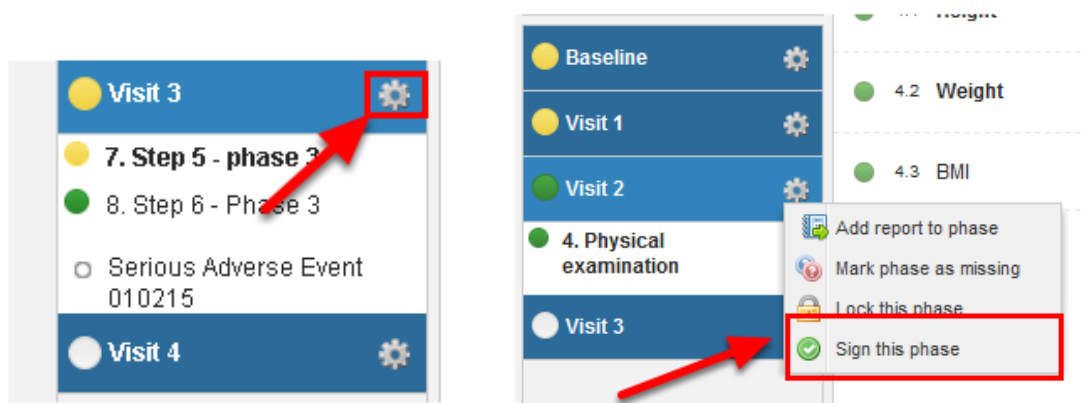 Visit 3
7. Step 5 - phase 3
8. Step 6 - Phase 3
Serious Adverse Event
010215
Visit 4
Baseline
Visit 1
Visit 2
4. Physical
examination
Visit 3
4.2 Weight
4.3 BMI
Add report to phase
Mark phase as missing
Lock this phase
Sign this phase